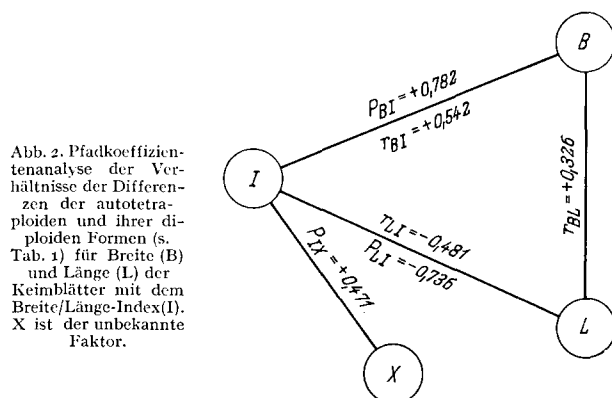 Abb. 2. Pfadkoeffizien-
tenanalyse der Ver-
hältnisse der Differen-
zen der autotetra-
ploiden und ihrer di-
ploiden Formen (s.
Tab. 1) für Breite (B)
und Länge (L) der
Keimblätter mit dem
Breite/Länge-Index(I).
X ist der unbekannte
Faktor.
B
P_BI = +0,782
r_BI = +0,542
I
r_BL = +0,326
r_LI = -0,481
P_LI = -0,736
P_IX = +0,471
L
X